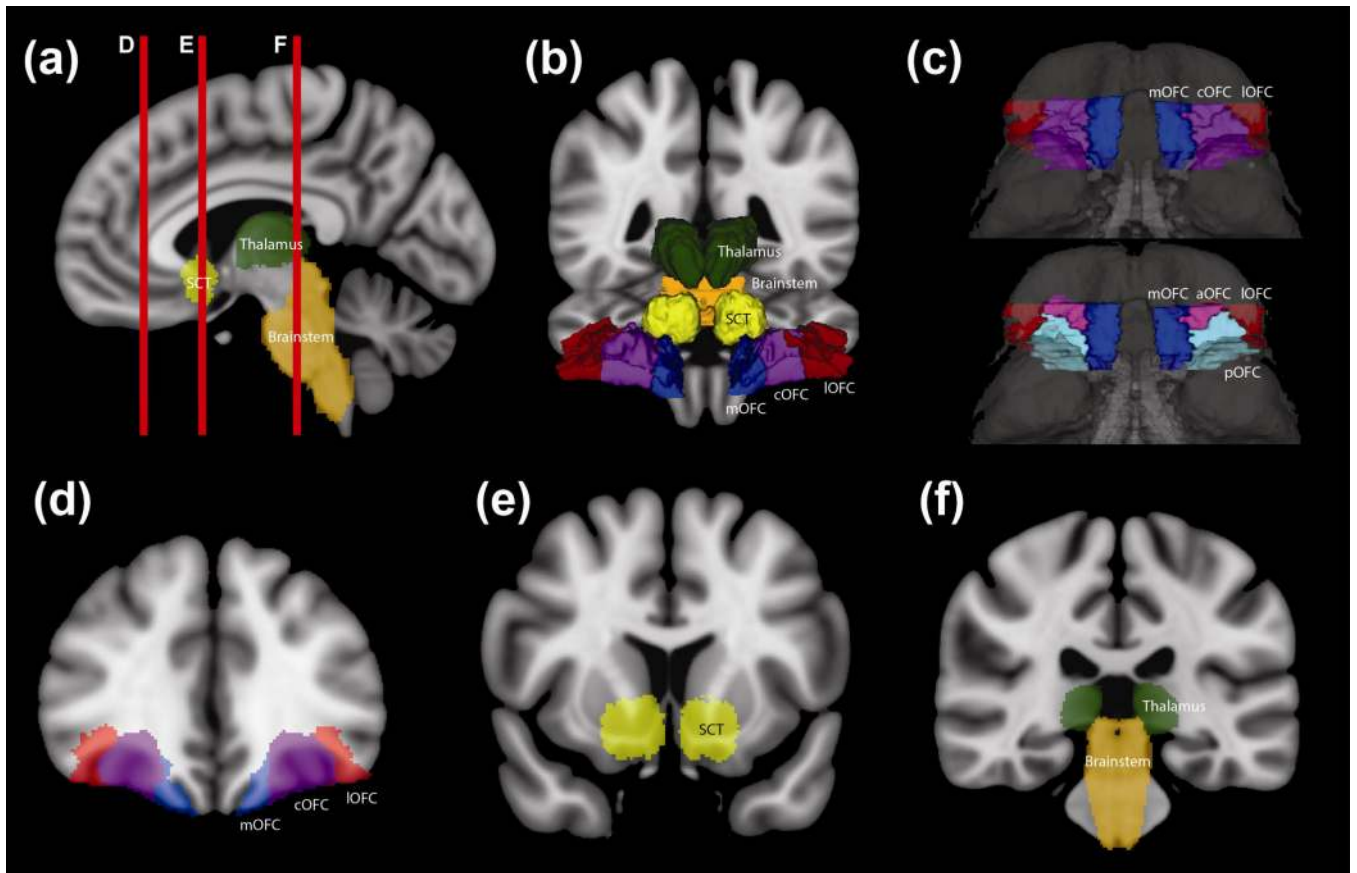 (a)
D E F
Thalamus
SCT
Brainstem
(b)
Thalamus
Brainstem
SCT
mOFC cOFC lOFC
(c)
mOFC cOFC lOFC
mOFC aOFC lOFC
pOFC
(d)
mOFC cOFC lOFC
(e)
SCT
(f)
Thalamus
Brainstem